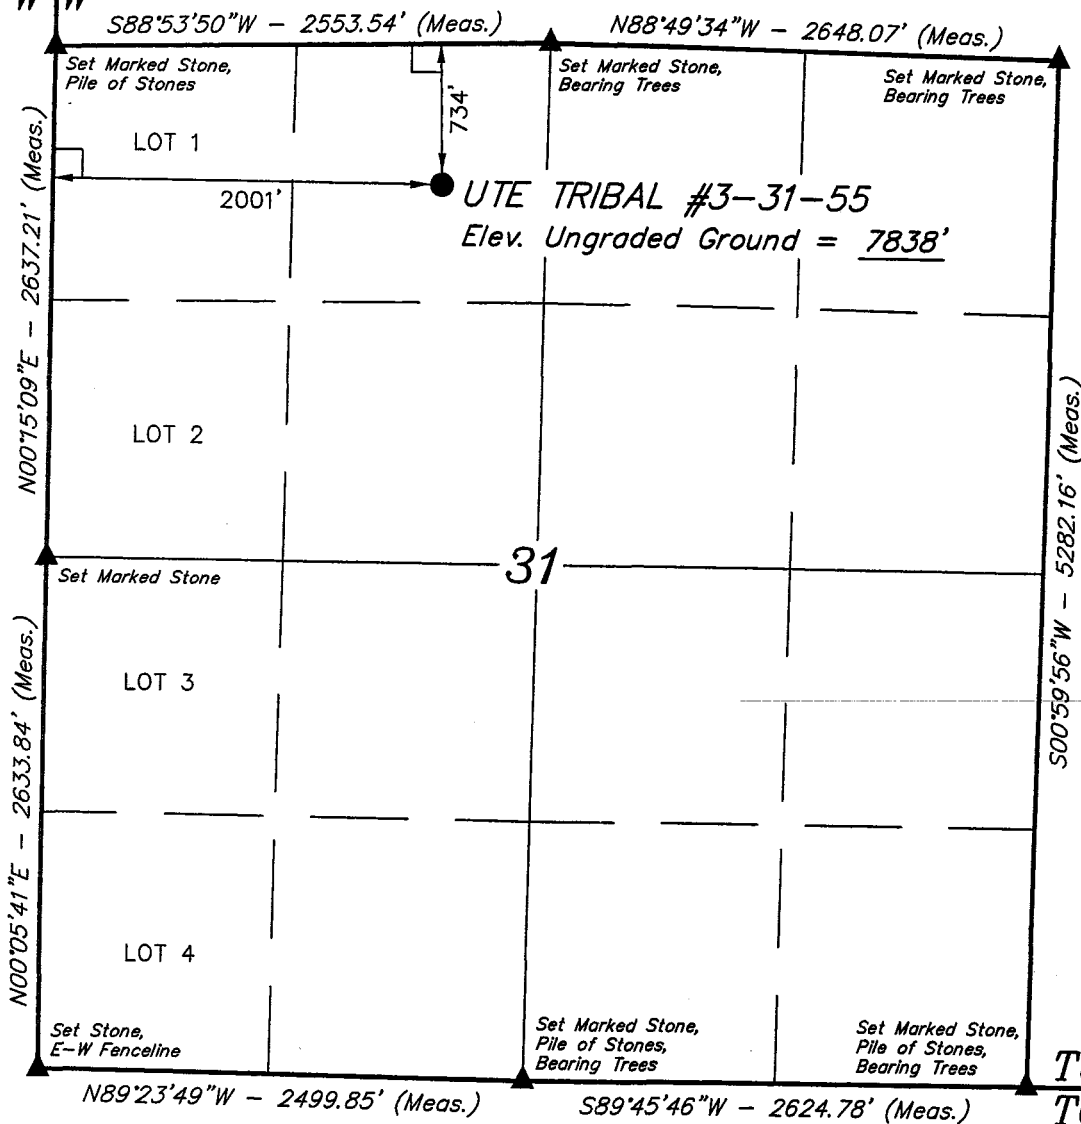 S88°53'50"W - 2553.54' (Meas.)
N88°49'34"W - 2648.07' (Meas.)
Set Marked Stone,
Pile of Stones
Set Marked Stone,
Bearing Trees
Set Marked Stone,
Bearing Trees
LOT 1
734'
2001'
UTE TRIBAL #3-31-55
Elev. Ungraded Ground = 7838'
N00°15'09"E - 2637.21' (Meas.)
LOT 2
S00°59'56"W - 5282.16' (Meas.)
31
Set Marked Stone
LOT 3
N00°05'41"E - 2633.84' (Meas.)
LOT 4
Set Stone,
E-W Fenceline
Set Marked Stone,
Pile of Stones,
Bearing Trees
Set Marked Stone,
Pile of Stones,
Bearing Trees
N89°23'49"W - 2499.85' (Meas.)
S89°45'46"W - 2624.78' (Meas.)